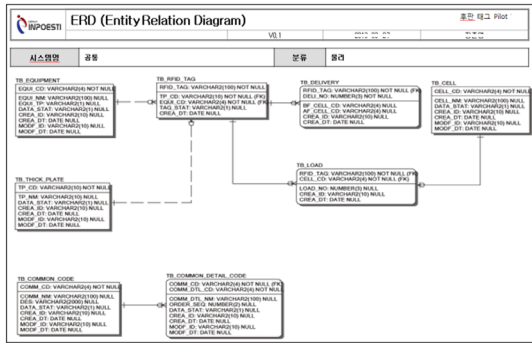 INPOESTI
ERD (Entity Relation Diagram)
후판 태그 Pilot
V0.1
시스템명
공통
분류
물리
TB_EQUIPMENT
EQUI_CD: VARCHAR2(4) NOT NULL
EQUI_NM: VARCHAR2(100) NULL
EQUI_TP: VARCHAR2(1) NULL
DATA_STAT: VARCHAR2(1) NULL
CREA_ID: VARCHAR2(10) NULL
CREA_DT: DATE NULL
MODF_ID: VARCHAR2(10) NULL
MODF_DT: DATE NULL
TB_RFID_TAG
RFID_TAG: VARCHAR2(100) NOT NULL
TP_CD: VARCHAR2(10) NOT NULL (FK)
EQUI_CD: VARCHAR2(4) NOT NULL (FK)
TAG_STAT: VARCHAR2(1) NULL
CREA_DT: DATE NULL
TB_DELIVERY
RFID_TAG: VARCHAR2(100) NOT NULL (FK)
DELI_NO: NUMBER(3) NOT NULL
BF_CELL_CD: VARCHAR2(4) NULL
AF_CELL_CD: VARCHAR2(4) NULL
CREA_ID: VARCHAR2(10) NULL
CREA_DT: DATE NULL
TB_CELL
CELL_CD: VARCHAR2(4) NOT NULL
CELL_NM: VARCHAR2(100) NULL
DATA_STAT: VARCHAR2(1) NULL
CREA_ID: VARCHAR2(10) NULL
CREA_DT: DATE NULL
MODF_ID: VARCHAR2(10) NULL
MODF_DT: DATE NULL
TB_THICK_PLATE
TP_CD: VARCHAR2(10) NOT NULL
TP_NM: VARCHAR2(10) NULL
DATA_STAT: VARCHAR2(1) NULL
CREA_ID: VARCHAR2(10) NULL
CREA_DT: DATE NULL
MODF_ID: VARCHAR2(10) NULL
MODF_DT: DATE NULL
TB_LOAD
RFID_TAG: VARCHAR2(100) NOT NULL (FK)
CELL_CD: VARCHAR2(4) NOT NULL (FK)
LOAD_NO: NUMBER(3) NULL
CREA_ID: VARCHAR2(10) NULL
CREA_DT: DATE NULL
TB_COMMON_CODE
COMM_CD: VARCHAR2(4) NOT NULL
COMM_NM: VARCHAR2(100) NULL
DES: VARCHAR2(2000) NULL
DATA_STAT: VARCHAR2(1) NULL
CREA_ID: VARCHAR2(10) NULL
CREA_DT: DATE NULL
MODF_ID: VARCHAR2(10) NULL
MODF_DT: DATE NULL
TB_COMMON_DETAIL_CODE
COMM_CD: VARCHAR2(4) NOT NULL (FK)
COMM_DTL_CD: VARCHAR2(4) NOT NULL
COMM_DTL_NM: VARCHAR2(100) NULL
ORDER_SEQ: NUMBER(2) NULL
DATA_STAT: VARCHAR2(1) NULL
CREA_ID: VARCHAR2(10) NULL
CREA_DT: DATE NULL
MODF_ID: VARCHAR2(10) NULL
MODF_DT: DATE NULL